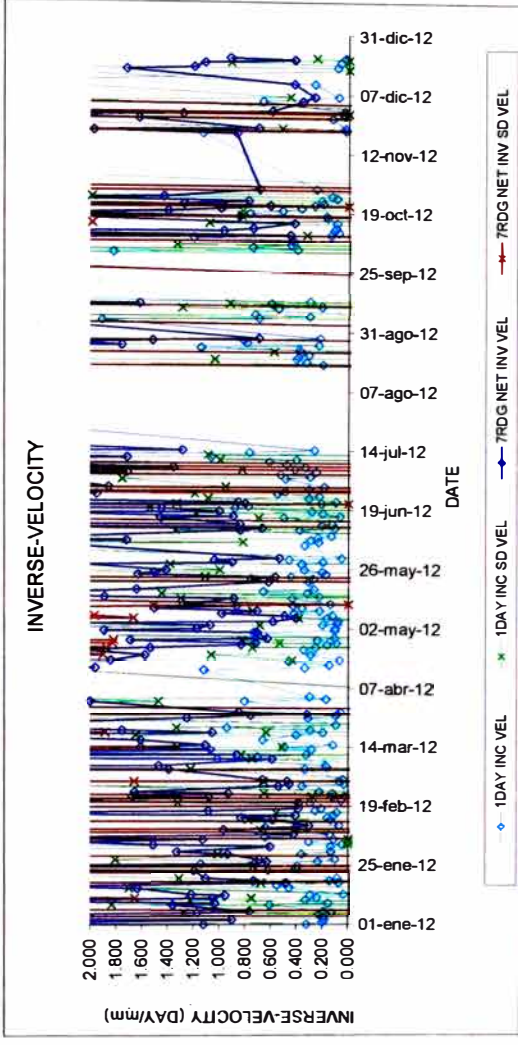 INVERSE-VELOCITY
INVERSE-VELOCITY (DAY/mm)
2.000
1.800
1.600
1.400
1.200
1.000
0.800
0.600
0.400
0.200
0.000
01-ene-12
25-ene-12
19-feb-12
14-mar-12
07-abr-12
02-may-12
26-may-12
19-jun-12
14-jul-12
07-ago-12
31-ago-12
25-sep-12
19-oct-12
12-nov-12
07-dic-12
31-dic-12
DATE
1DAY INC VEL
1DAY INC SD VEL
7RDG NET INV VEL
7RDG NET INV SD VEL